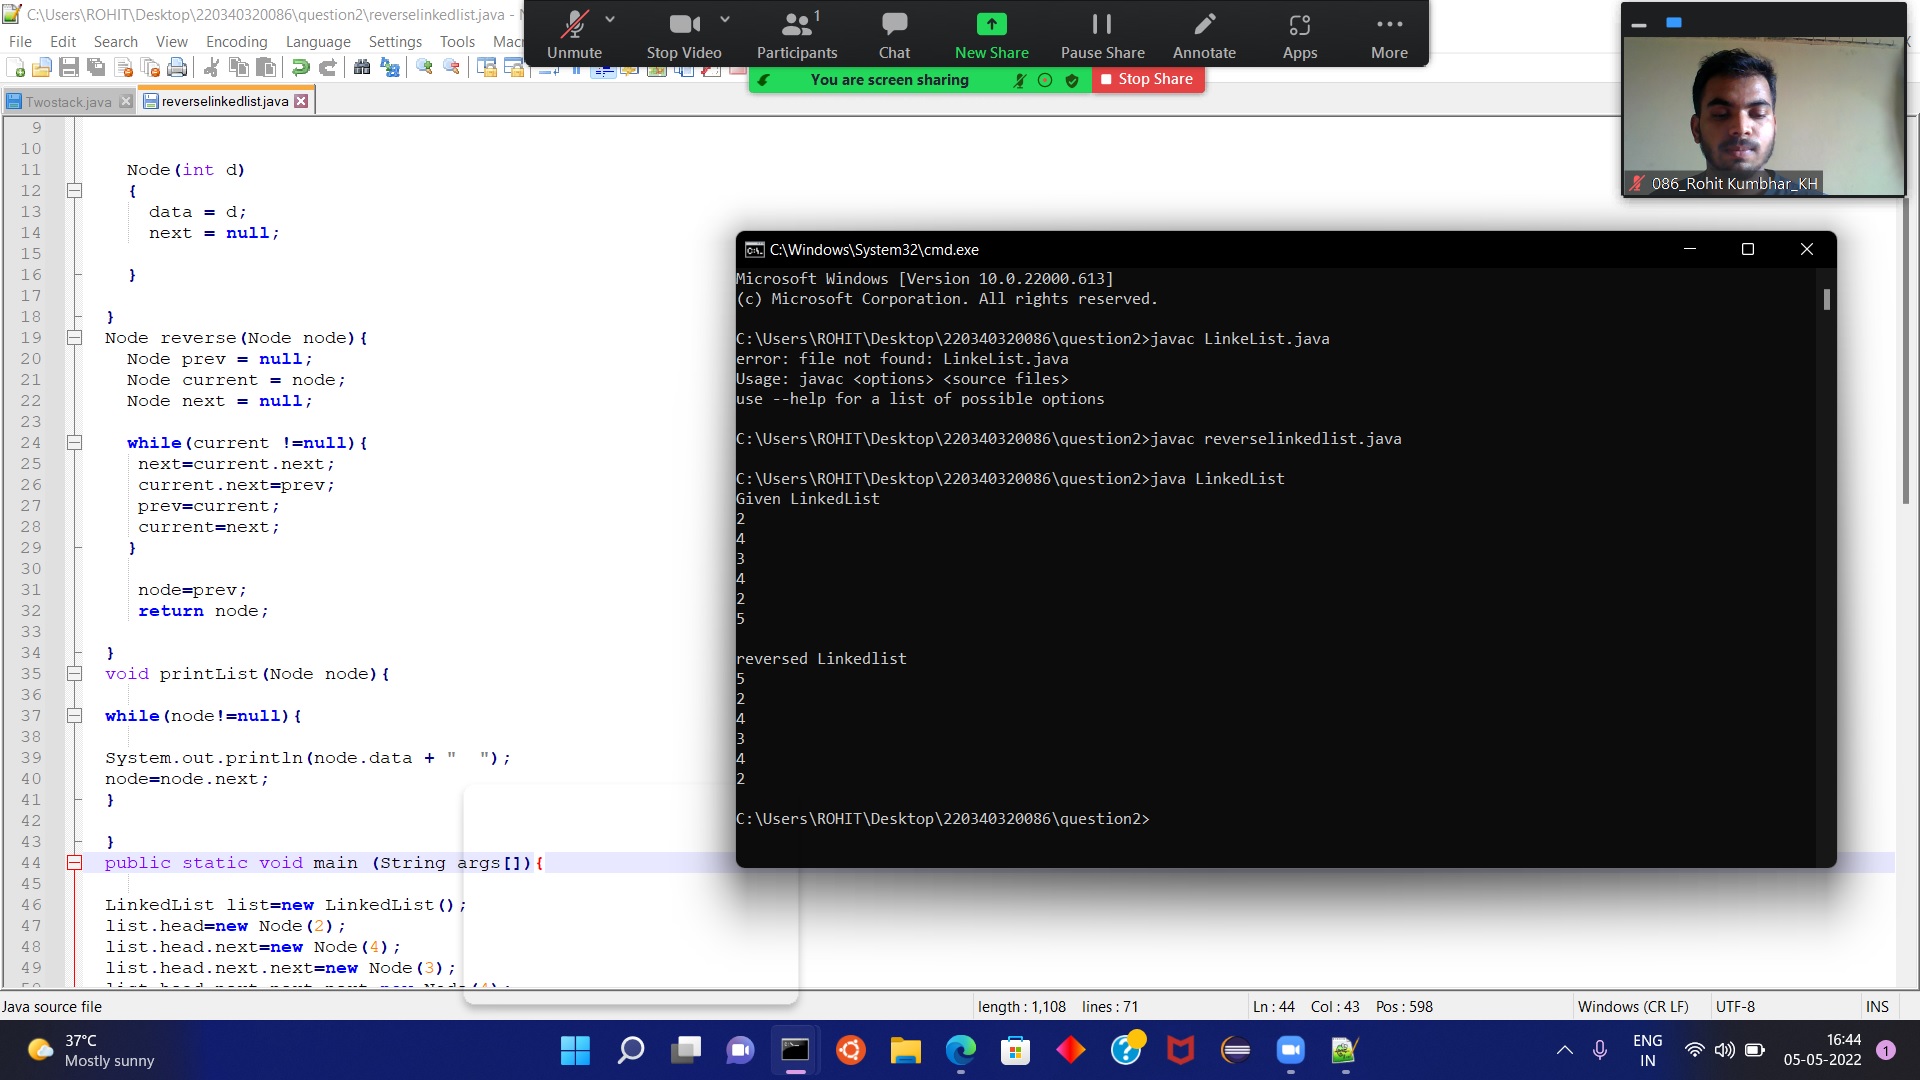 C:\Users\ROHIT\Desktop\220340320086\question2\reverselinkedlist.java -
File Edit Search View Encoding Language Settings Tools
Unmute Stop Video Participants 1 Chat New Share Pause Share Annotate Apps More
You are screen sharing Stop Share
Twostack.java reverselinkedlist.java
086_Rohit Kumbhar_KH
9
10
11 Node(int d)
12 {
13 data = d;
14 next = null;
15
16 }
17
18 }
19 Node reverse(Node node){
20 Node prev = null;
21 Node current = node;
22 Node next = null;
23
24 while(current !=null){
25 next=current.next;
26 current.next=prev;
27 prev=current;
28 current=next;
29 }
30
31 node=prev;
32 return node;
33
34 }
35 void printList(Node node){
36
37 while(node!=null){
38
39 System.out.println(node.data + "  ");
40 node=node.next;
41 }
42
43 }
44 public static void main (String args[]){
45
46 LinkedList list=new LinkedList();
47 list.head=new Node(2);
48 list.head.next=new Node(4);
49 list.head.next.next=new Node(3);
C:\Windows\System32\cmd.exe
Microsoft Windows [Version 10.0.22000.613]
(c) Microsoft Corporation. All rights reserved.
C:\Users\ROHIT\Desktop\220340320086\question2>javac LinkeList.java
error: file not found: LinkeList.java
Usage: javac <options> <source files>
use --help for a list of possible options
C:\Users\ROHIT\Desktop\220340320086\question2>javac reverselinkedlist.java
C:\Users\ROHIT\Desktop\220340320086\question2>java LinkedList
Given LinkedList
2
4
3
4
2
5
reversed Linkedlist
5
2
4
3
4
2
C:\Users\ROHIT\Desktop\220340320086\question2>
Java source file length : 1,108 lines : 71 Ln : 44 Col : 43 Pos : 598 Windows (CR LF) UTF-8 INS
37°C
Mostly sunny
ENG
IN
16:44
05-05-2022
1